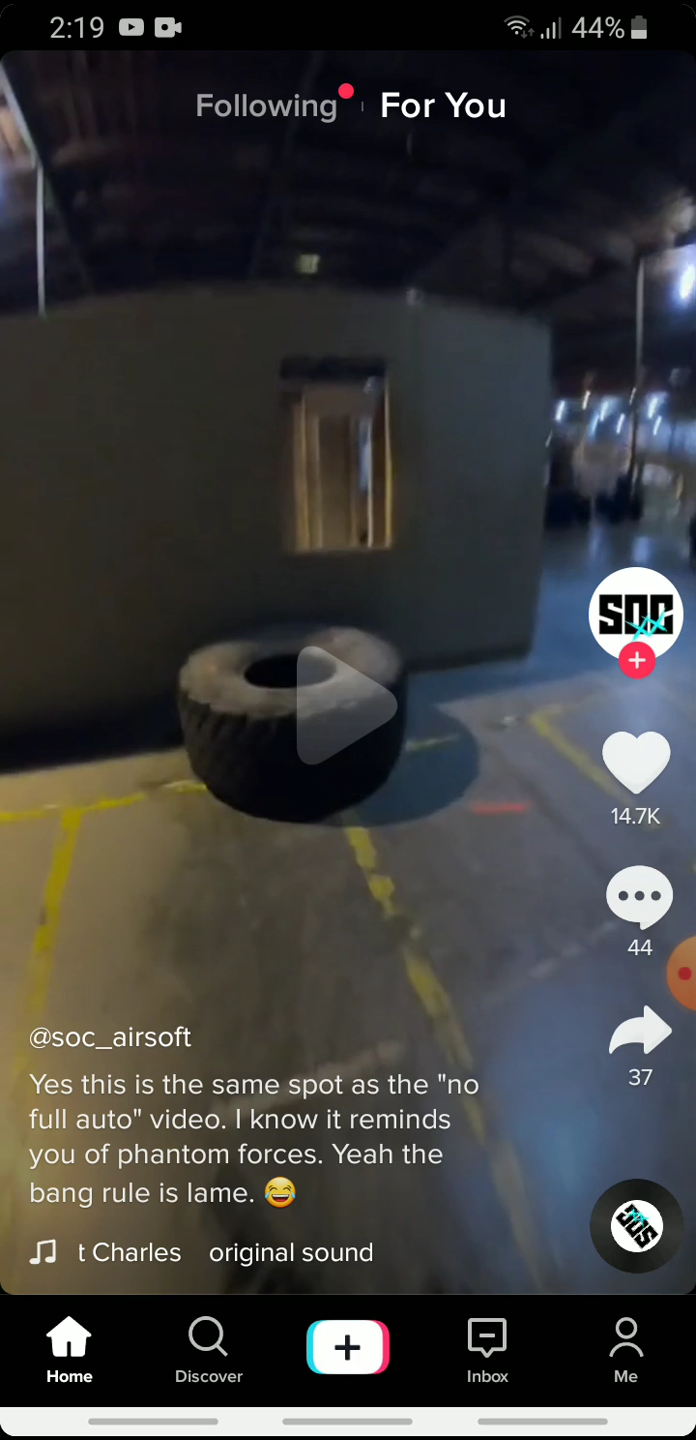 2:19
44%
Following
For You
SOC
14.7K
44
37
@soc_airsoft
Yes this is the same spot as the "no
full auto" video. I know it reminds
you of phantom forces. Yeah the
bang rule is lame. 😂
t Charles original sound
SOC
Home
Discover
Inbox
Me